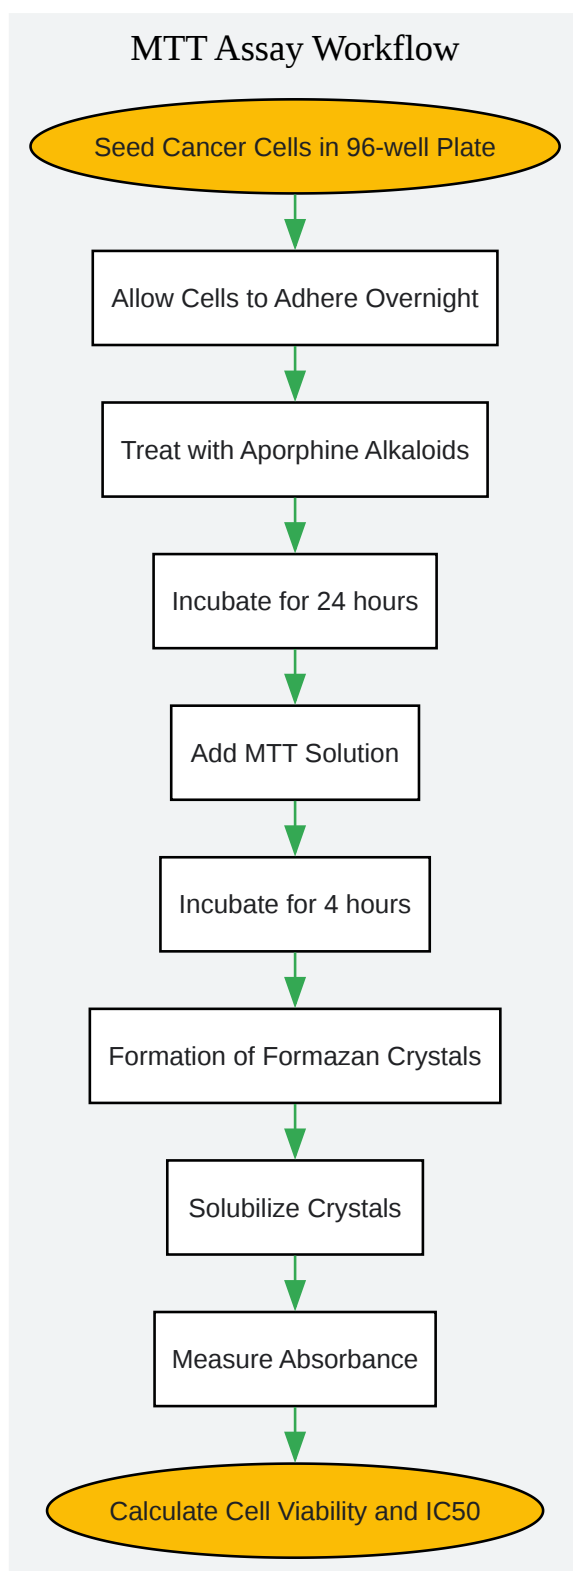 MTT Assay Workflow
Seed Cancer Cells in 96-well Plate
Allow Cells to Adhere Overnight
Treat with Aporphine Alkaloids
Incubate for 24 hours
Add MTT Solution
Incubate for 4 hours
Formation of Formazan Crystals
Solubilize Crystals
Measure Absorbance
Calculate Cell Viability and IC50